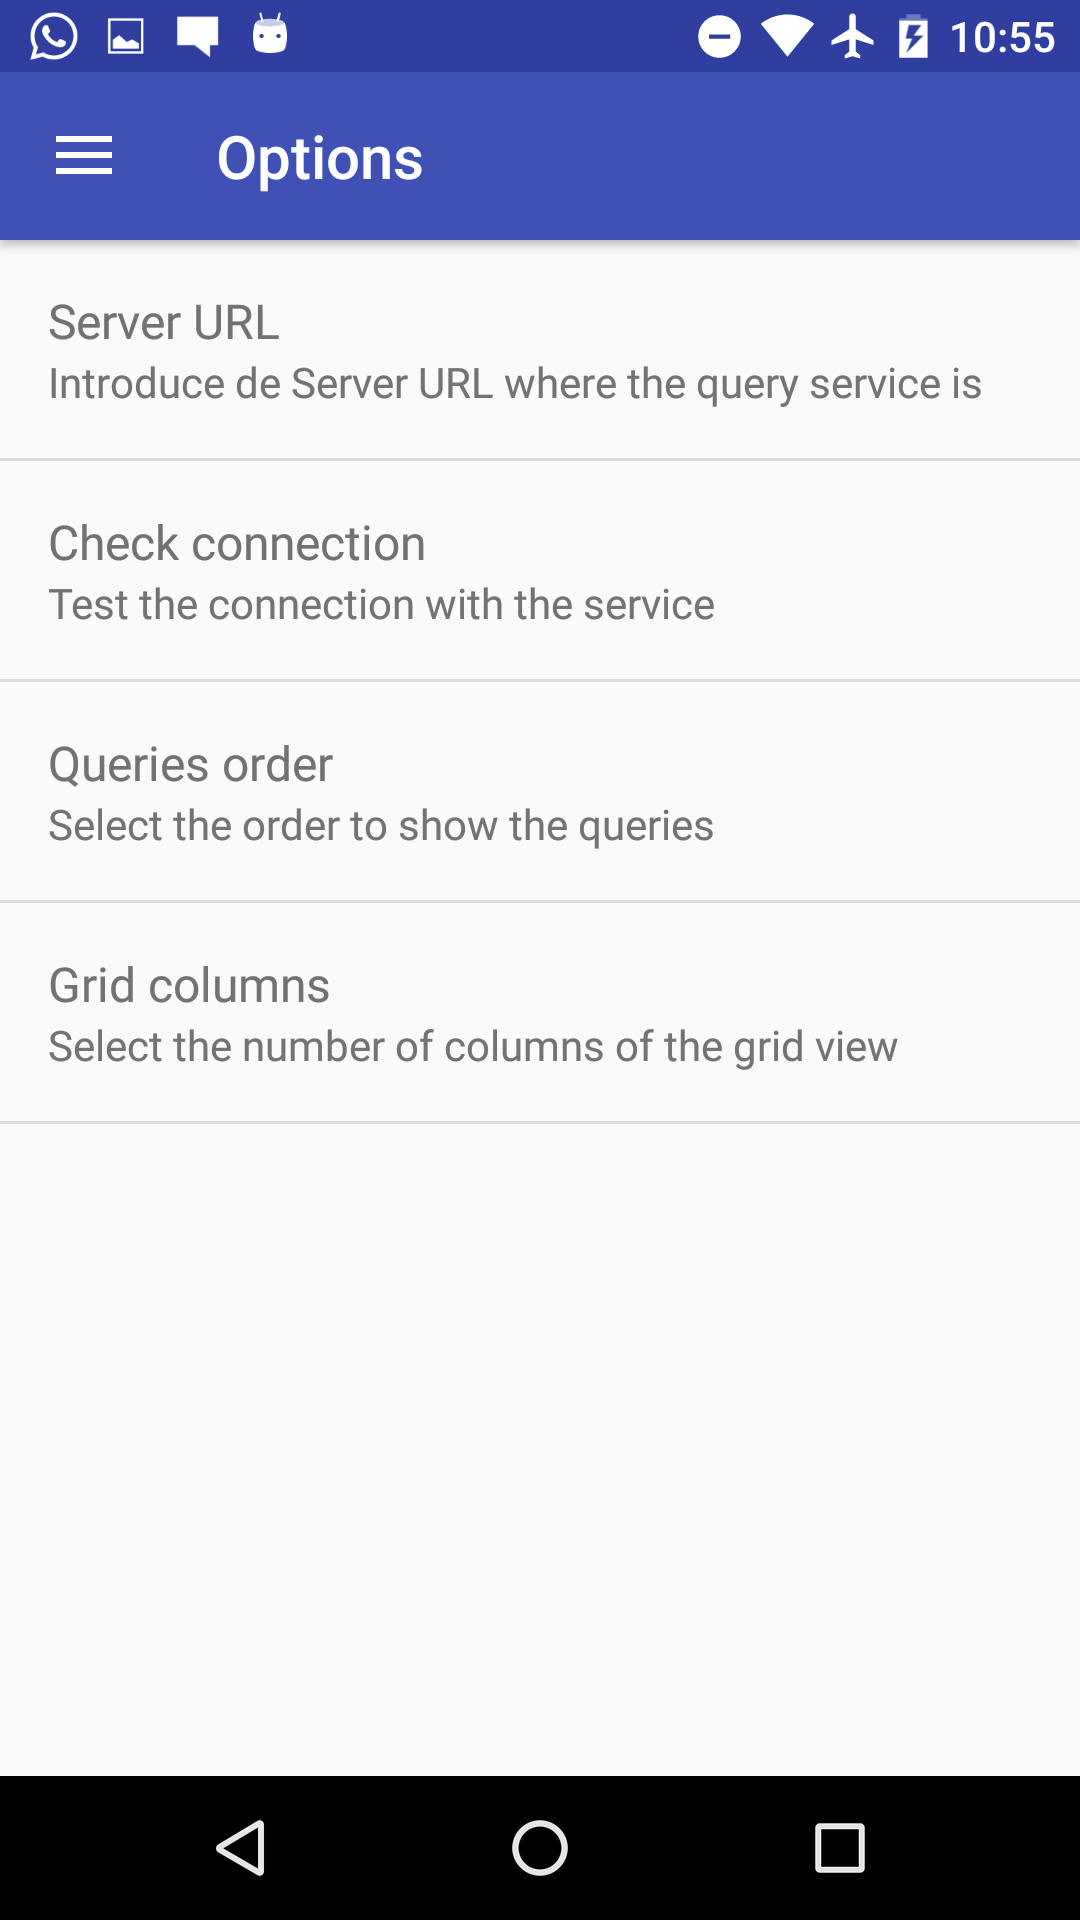 10:55
Options
Server URL
Introduce de Server URL where the query service is
Check connection
Test the connection with the service
Queries order
Select the order to show the queries
Grid columns
Select the number of columns of the grid view